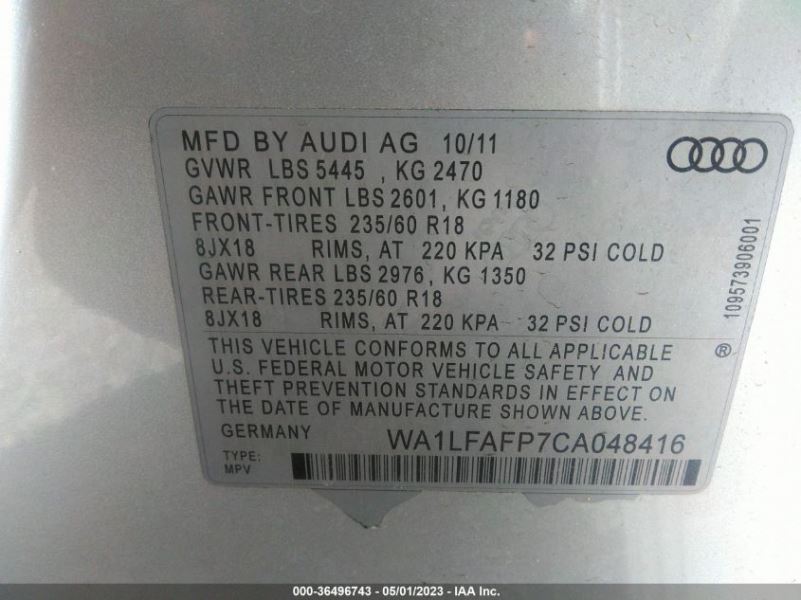 MFD BY AUDI AG 10/11
GVWR LBS 5445 , KG 2470
GAWR FRONT LBS 2601, KG 1180
FRONT-TIRES 235/60 R18
8JX18 RIMS, AT 220 KPA 32 PSI COLD
GAWR REAR LBS 2976, KG 1350
REAR-TIRES 235/60 R18
8JX18 RIMS, AT 220 KPA 32 PSI COLD
109573906001
THIS VEHICLE CONFORMS TO ALL APPLICABLE ®
U.S. FEDERAL MOTOR VEHICLE SAFETY AND
THEFT PREVENTION STANDARDS IN EFFECT ON
THE DATE OF MANUFACTURE SHOWN ABOVE.
GERMANY WA1LFAFP7CA048416
TYPE:
MPV
000-36496743 - 05/01/2023 - IAA Inc.